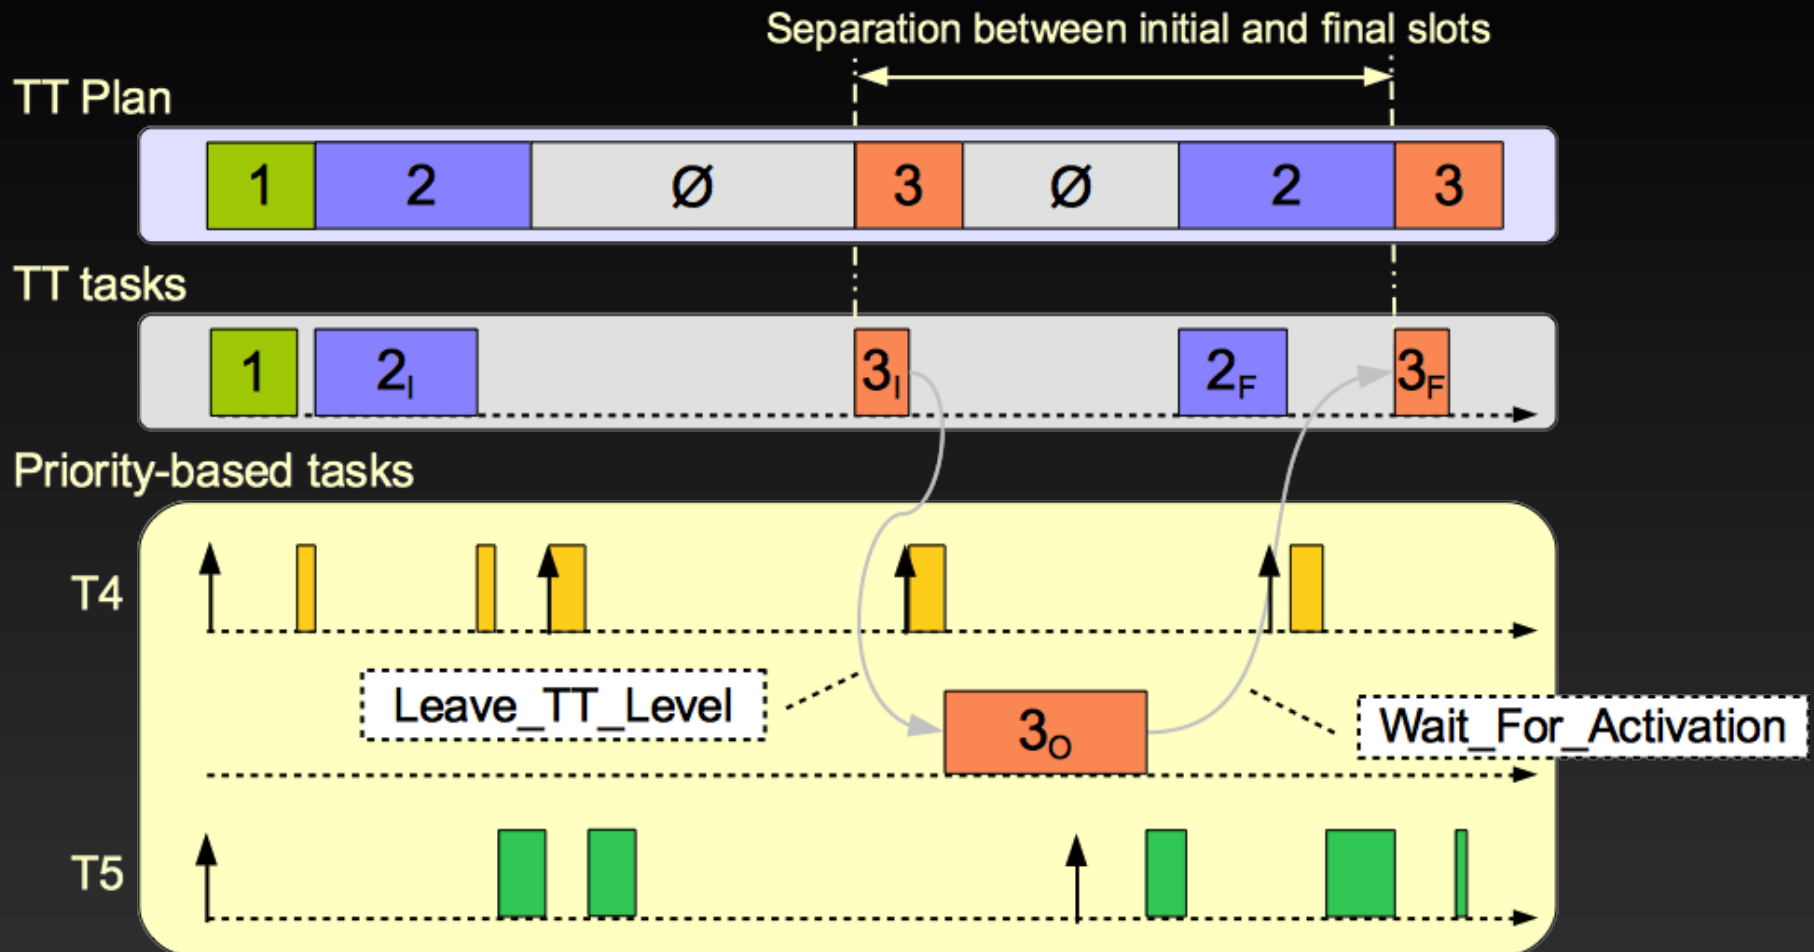 Separation between initial and final slots
TT Plan
1 2 Ø 3 Ø 2 3
TT tasks
1 2I 3I 2F 3F
Priority-based tasks
T4
Leave_TT_Level
3O
Wait_For_Activation
T5